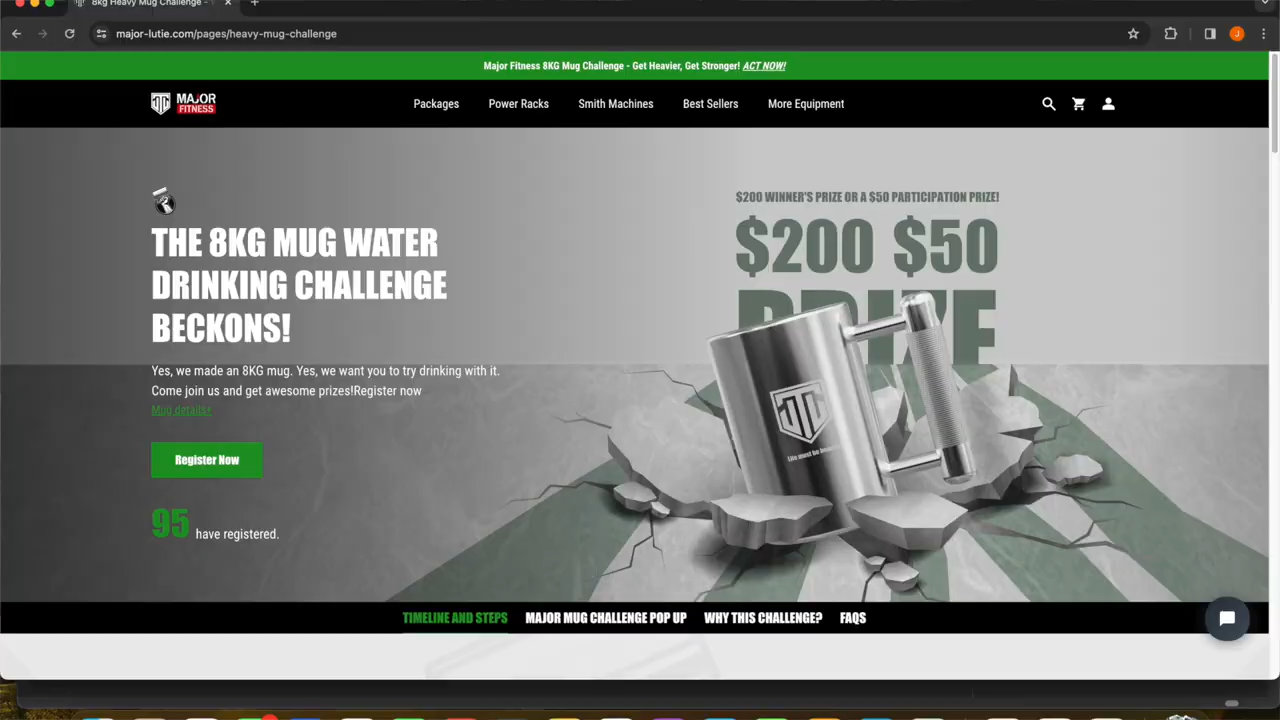 8kg Heavy Mug Challenge -
major-lutie.com/pages/heavy-mug-challenge
J
Major Fitness 8KG Mug Challenge - Get Heavier, Get Stronger! ACT NOW!
MAJOR
FITNESS
Packages
Power Racks
Smith Machines
Best Sellers
More Equipment
$200 WINNER'S PRIZE OR A $50 PARTICIPATION PRIZE!
$200 $50
PRIZE
THE 8KG MUG WATER
DRINKING CHALLENGE
BECKONS!
Yes, we made an 8KG mug. Yes, we want you to try drinking with it.
Come join us and get awesome prizes!Register now
Mug details?
Register Now
95 have registered.
Life must be
TIMELINE AND STEPS
MAJOR MUG CHALLENGE POP UP
WHY THIS CHALLENGE?
FAQS